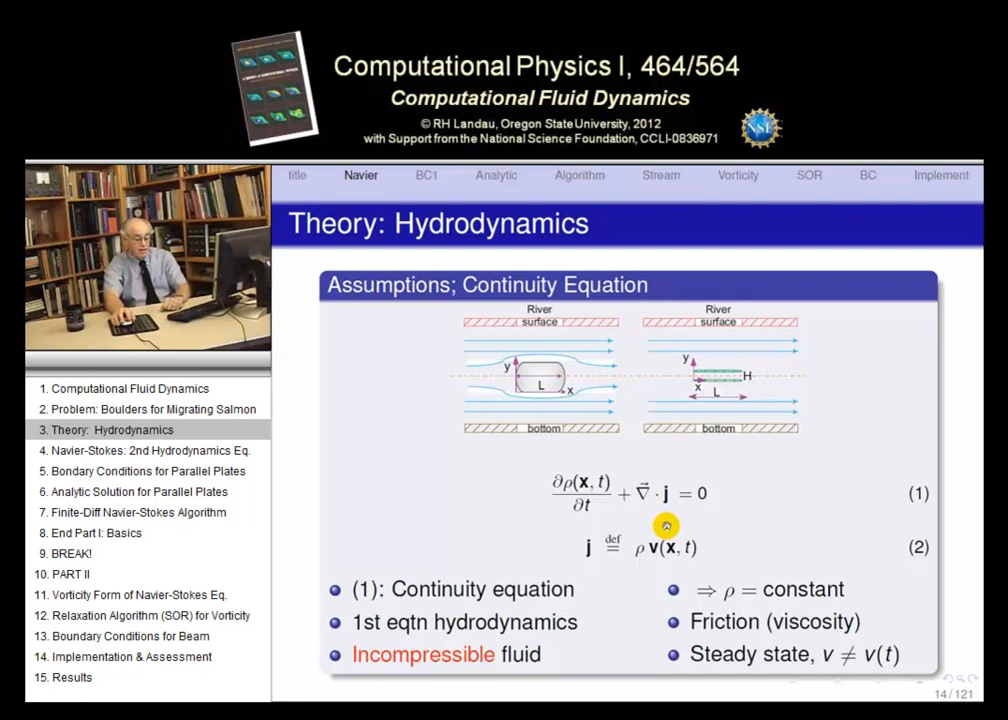 Computational Physics I, 464/564
Computational Fluid Dynamics
© RH Landau, Oregon State University, 2012
with Support from the National Science Foundation, CCLI-0836971
NSF
title Navier BC1 Analytic Algorithm Stream Vorticity SOR BC Implement
Theory: Hydrodynamics
Assumptions; Continuity Equation
River
surface
y
L
x
bottom
River
surface
y
H
x
L
bottom
∂ρ(x, t)/∂t + ∇⃗ · j = 0 (1)
j def= ρ v(x, t) (2)
(1): Continuity equation
1st eqtn hydrodynamics
Incompressible fluid
⇒ ρ = constant
Friction (viscosity)
Steady state, v ≠ v(t)
14 / 121
1. Computational Fluid Dynamics
2. Problem: Boulders for Migrating Salmon
3. Theory: Hydrodynamics
4. Navier-Stokes: 2nd Hydrodynamics Eq.
5. Bondary Conditions for Parallel Plates
6. Analytic Solution for Parallel Plates
7. Finite-Diff Navier-Stokes Algorithm
8. End Part I: Basics
9. BREAK!
10. PART II
11. Vorticity Form of Navier-Stokes Eq.
12. Relaxation Algorithm (SOR) for Vorticity
13. Boundary Conditions for Beam
14. Implementation & Assessment
15. Results